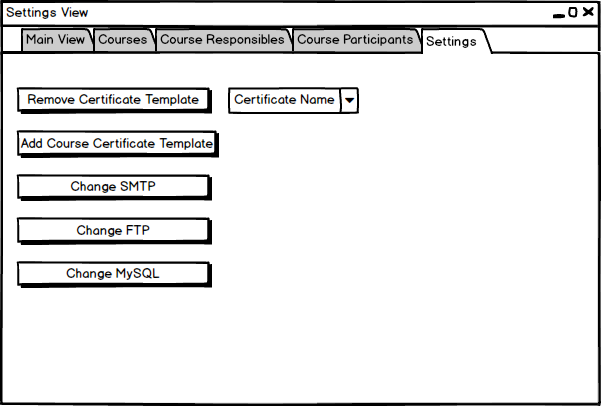 Settings View
Main View Courses Course Responsibles Course Participants Settings
Remove Certificate Template Certificate Name
Add Course Certificate Template
Change SMTP
Change FTP
Change MySQL